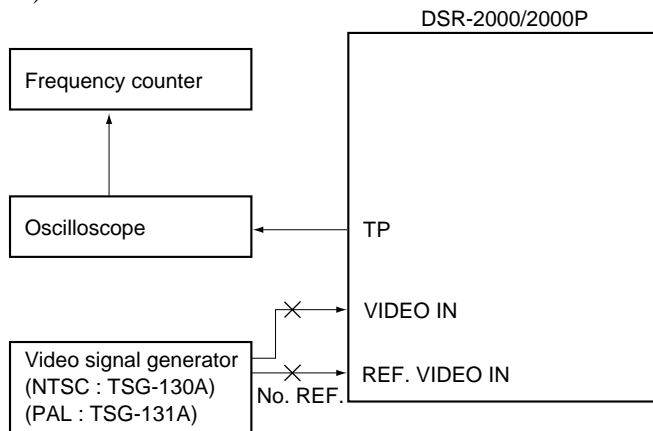 DSR-2000/2000P
Frequency counter
Oscilloscope
TP
VIDEO IN
Video signal generator
(NTSC : TSG-130A)
(PAL : TSG-131A)
No. REF.
REF. VIDEO IN